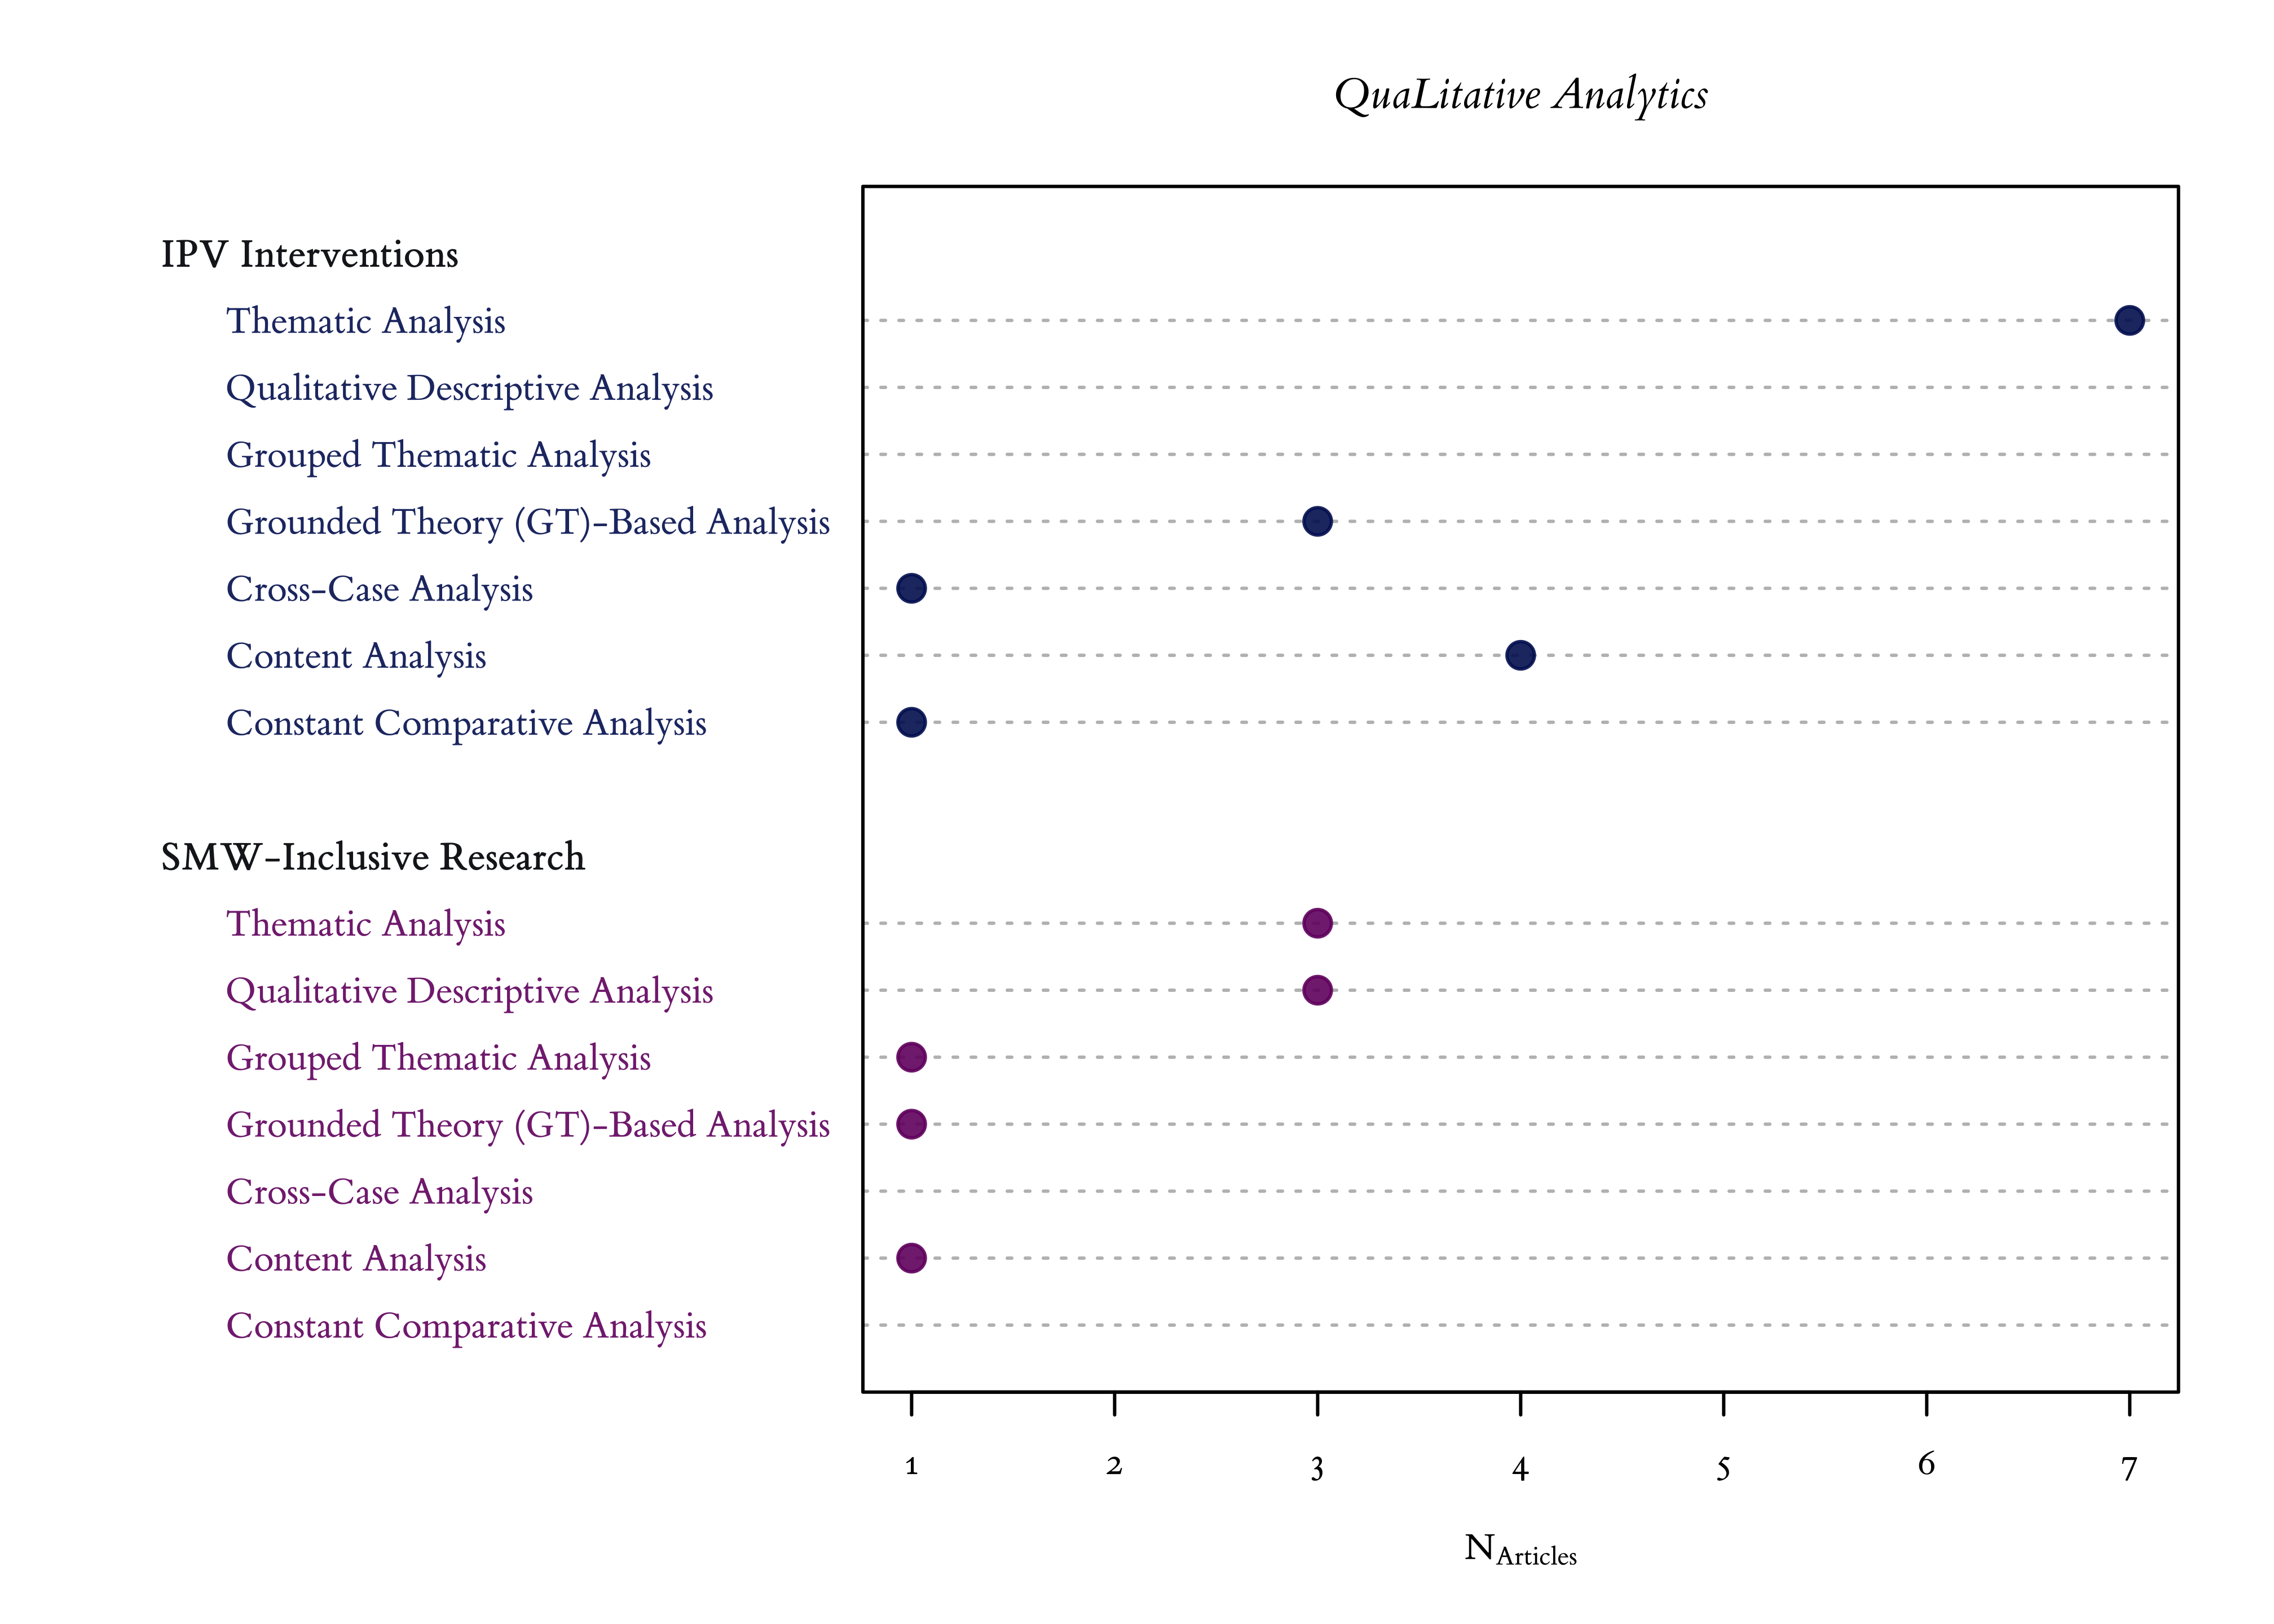 QuaLitative Analytics
IPV Interventions
Thematic Analysis
Qualitative Descriptive Analysis
Grouped Thematic Analysis
Grounded Theory (GT)-Based Analysis
Cross-Case Analysis
Content Analysis
Constant Comparative Analysis
SMW-Inclusive Research
Thematic Analysis
Qualitative Descriptive Analysis
Grouped Thematic Analysis
Grounded Theory (GT)-Based Analysis
Cross-Case Analysis
Content Analysis
Constant Comparative Analysis
1 2 3 4 5 6 7
NArticles